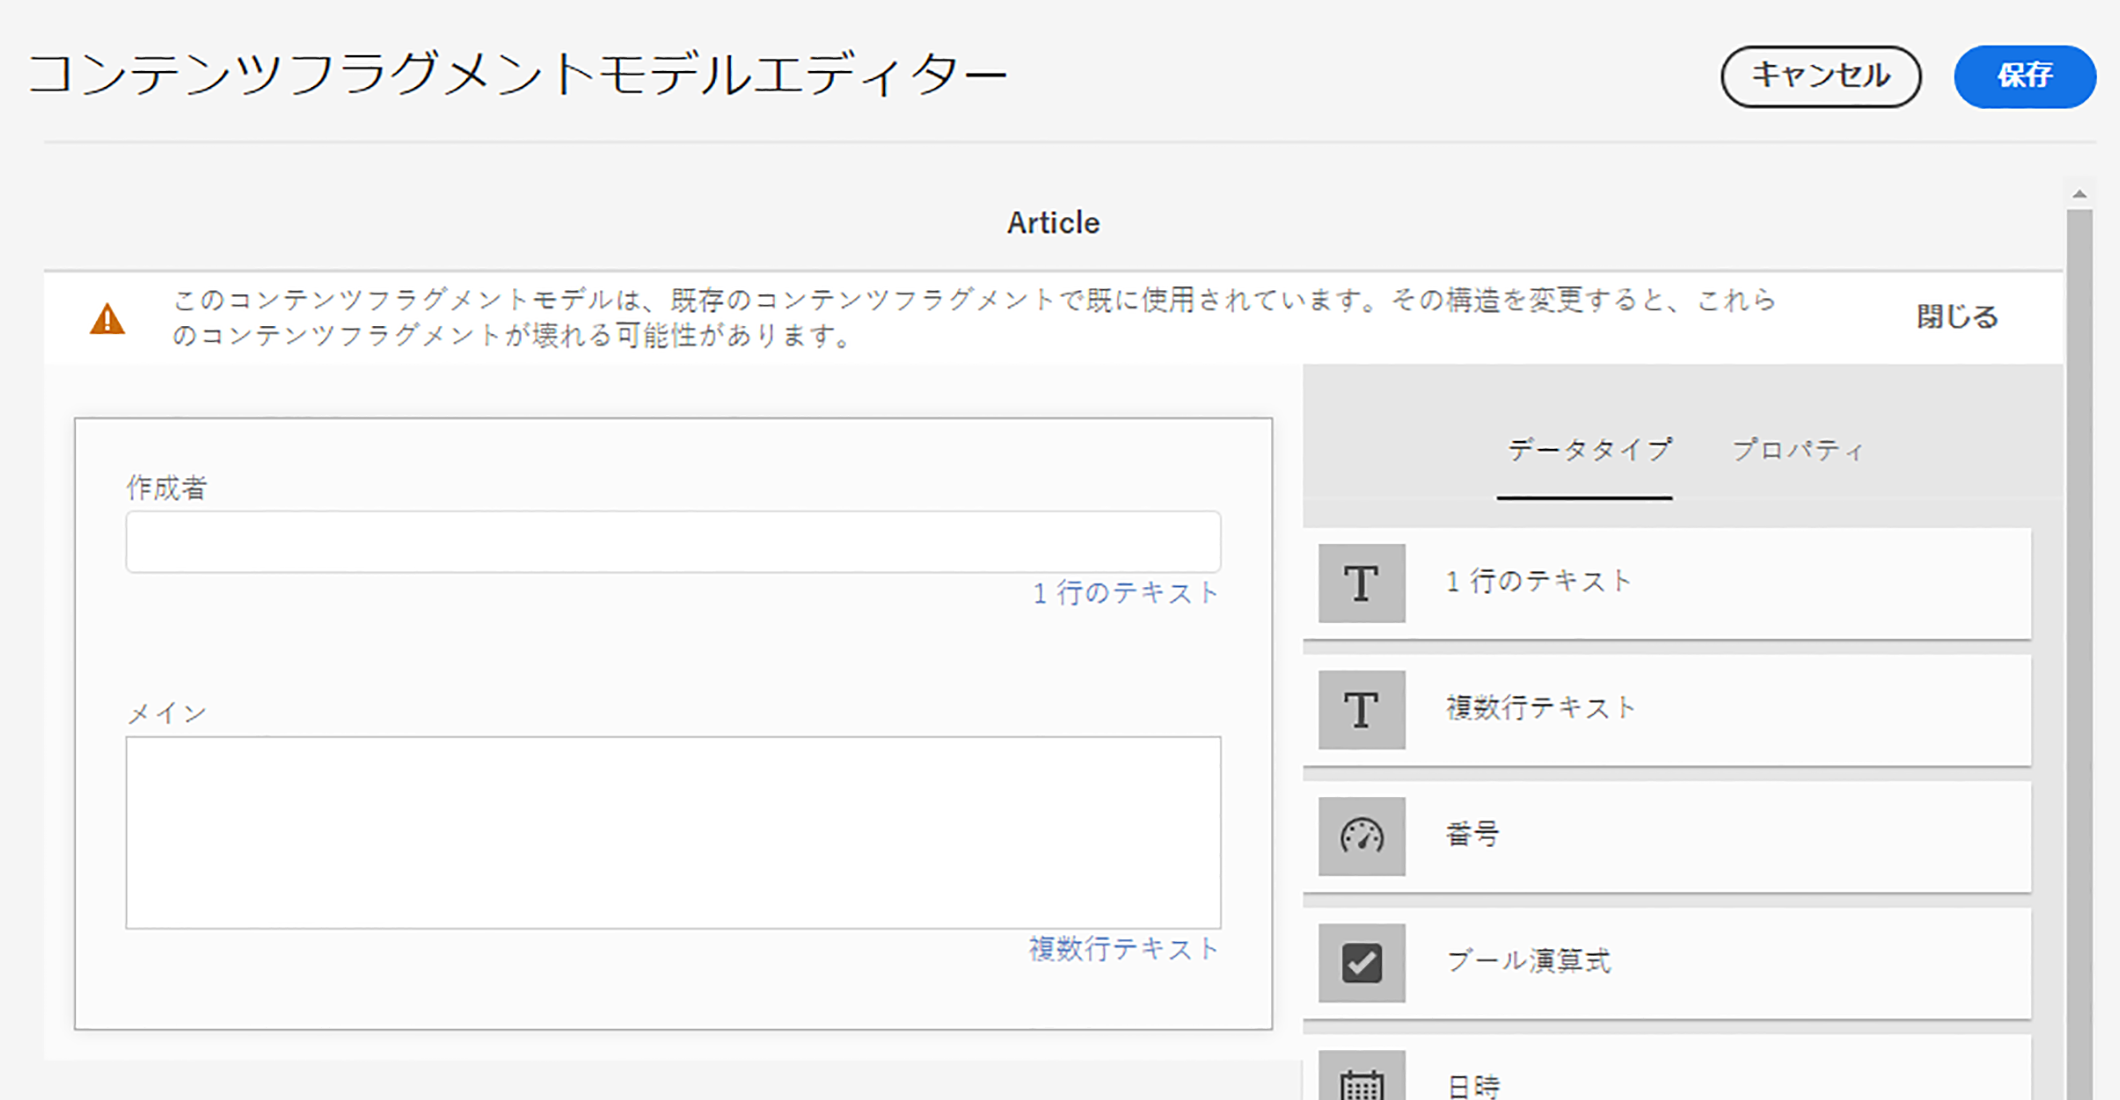 コンテンツフラグメントモデルエディター
キャンセル
保存
Article
このコンテンツフラグメントモデルは、既存のコンテンツフラグメントで既に使用されています。その構造を変更すると、これら
のコンテンツフラグメントが壊れる可能性があります。
閉じる
作成者
1 行のテキスト
メイン
複数行テキスト
データタイプ
プロパティ
1 行のテキスト
複数行テキスト
番号
ブール演算式
日時